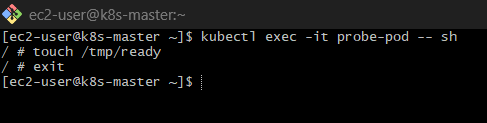 ec2-user@k8s-master:~
[ec2-user@k8s-master ~]$ kubectl exec -it probe-pod -- sh
/ # touch /tmp/ready
/ # exit
[ec2-user@k8s-master ~]$